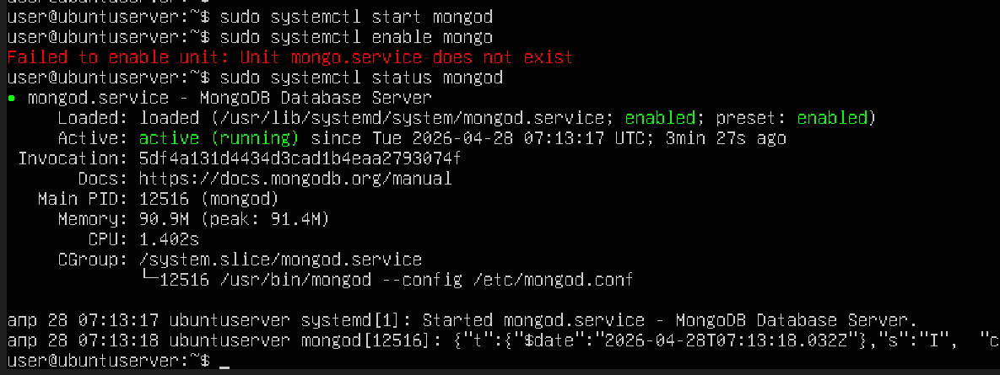 user@ubuntuserver:~$ sudo systemctl start mongod
user@ubuntuserver:~$ sudo systemctl enable mongo
Failed to enable unit: Unit mongo.service does not exist
user@ubuntuserver:~$ sudo systemctl status mongod
● mongod.service - MongoDB Database Server
     Loaded: loaded (/usr/lib/systemd/system/mongod.service; enabled; preset: enabled)
     Active: active (running) since Tue 2026-04-28 07:13:17 UTC; 3min 27s ago
 Invocation: 5df4a131d4434d3cad1b4eaa2793074f
       Docs: https://docs.mongodb.org/manual
   Main PID: 12516 (mongod)
     Memory: 90.9M (peak: 91.4M)
        CPU: 1.402s
     CGroup: /system.slice/mongod.service
             └─12516 /usr/bin/mongod --config /etc/mongod.conf
апр 28 07:13:17 ubuntuserver systemd[1]: Started mongod.service - MongoDB Database Server.
апр 28 07:13:18 ubuntuserver mongod[12516]: {"t":{"$date":"2026-04-28T07:13:18.032Z"},"s":"I",  "c
user@ubuntuserver:~$ _